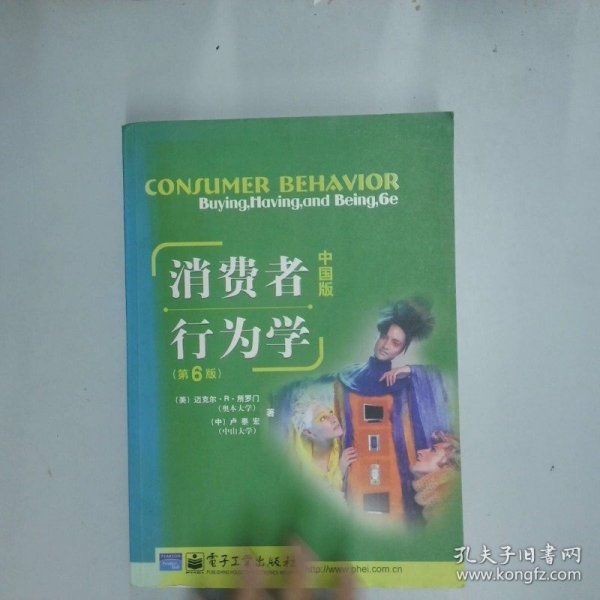 CONSUMER BEHAVIOR
Buying,Having,and Being,6e
消费者
中国版
行为学
(第6版)
(美) 迈克尔·R·所罗门
(奥本大学)
(中) 卢泰宏
(中山大学)
著
PEARSON
電子工業出版社
http://www.phei.com.cn
孔夫子旧书网
www.kongfz.com